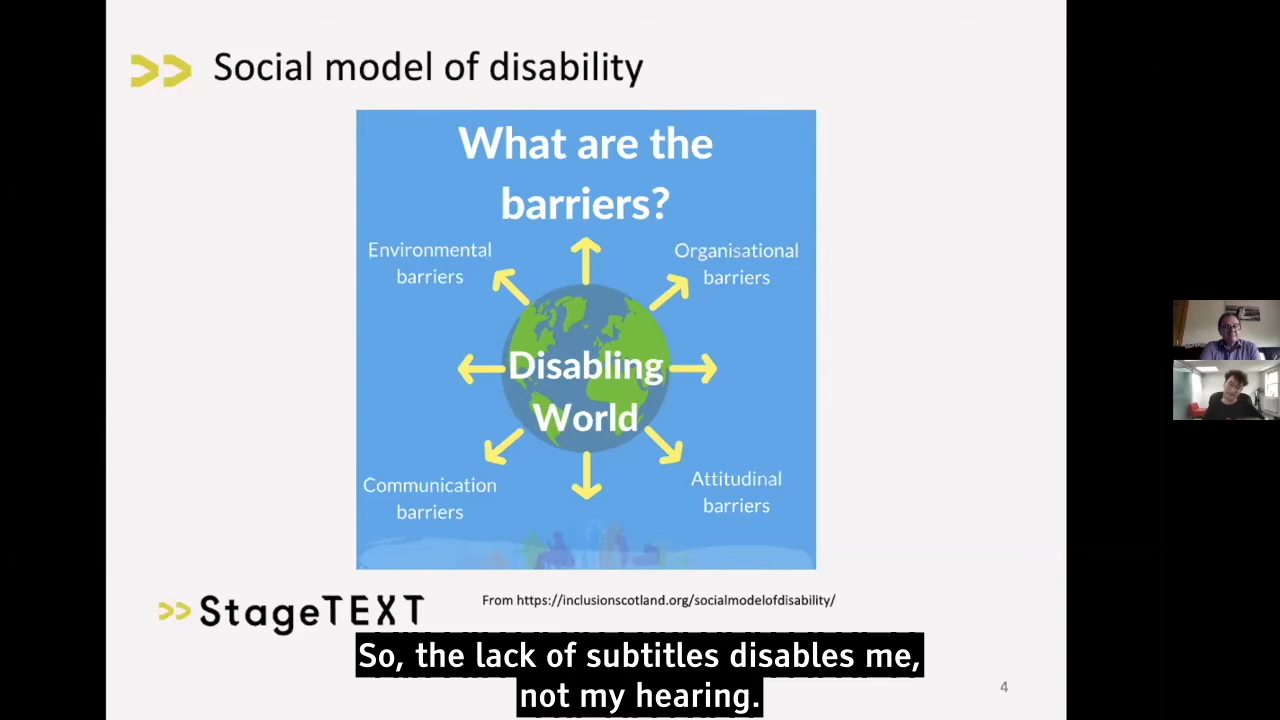 >> Social model of disability
What are the
barriers?
Environmental
barriers
Organisational
barriers
Disabling
World
Communication
barriers
Attitudinal
barriers
>> StageTEXT
From https://inclusionscotland.org/socialmodelofdisability/
So, the lack of subtitles disables me,
not my hearing.
4